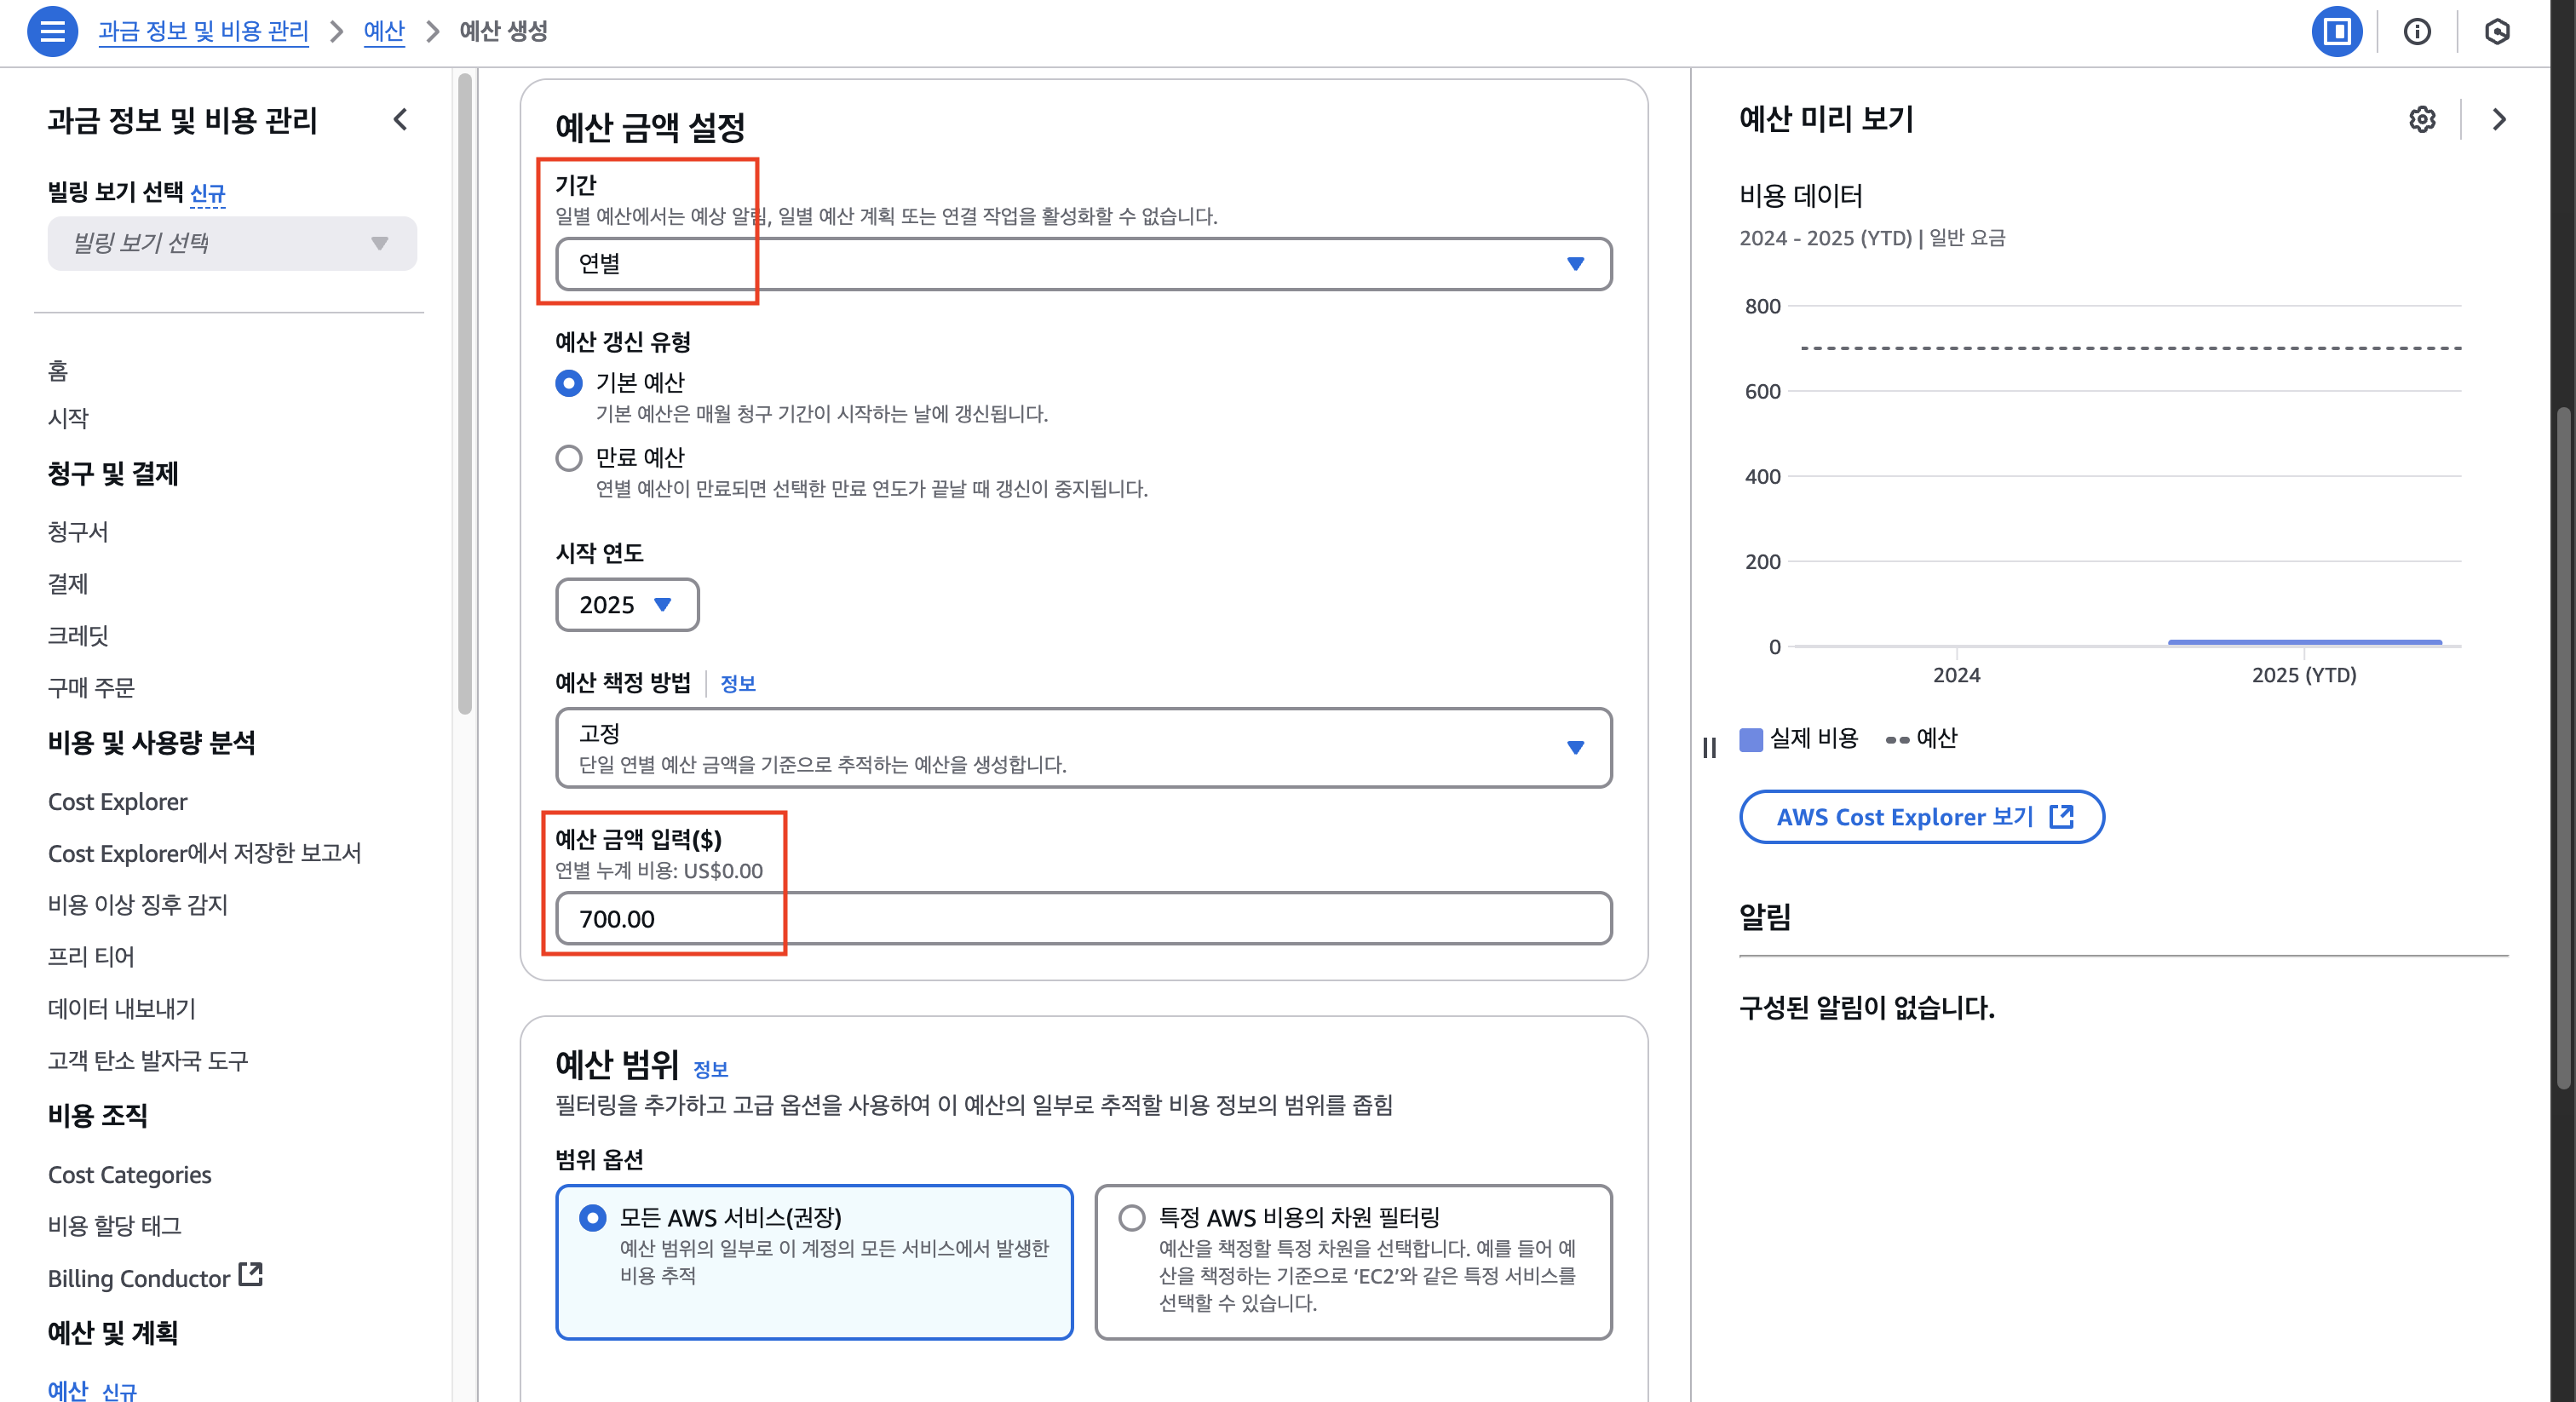 과금 정보 및 비용 관리
예산
예산 생성
과금 정보 및 비용 관리
빌링 보기 선택 신규
빌링 보기 선택
홈
시작
청구 및 결제
청구서
결제
크레딧
구매 주문
비용 및 사용량 분석
Cost Explorer
Cost Explorer에서 저장한 보고서
비용 이상 징후 감지
프리 티어
데이터 내보내기
고객 탄소 발자국 도구
비용 조직
Cost Categories
비용 할당 태그
Billing Conductor
예산 및 계획
예산 신규
예산 금액 설정
기간
일별 예산에서는 예상 알림, 일별 예산 계획 또는 연결 작업을 활성화할 수 없습니다.
연별
예산 갱신 유형
기본 예산
기본 예산은 매월 청구 기간이 시작하는 날에 갱신됩니다.
만료 예산
연별 예산이 만료되면 선택한 만료 연도가 끝날 때 갱신이 중지됩니다.
시작 연도
2025
예산 책정 방법 정보
고정
단일 연별 예산 금액을 기준으로 추적하는 예산을 생성합니다.
예산 금액 입력($)
연별 누계 비용: US$0.00
700.00
예산 범위 정보
필터링을 추가하고 고급 옵션을 사용하여 이 예산의 일부로 추적할 비용 정보의 범위를 좁힘
범위 옵션
모든 AWS 서비스(권장)
예산 범위의 일부로 이 계정의 모든 서비스에서 발생한
비용 추적
특정 AWS 비용의 차원 필터링
예산을 책정할 특정 차원을 선택합니다. 예를 들어 예
산을 책정하는 기준으로 ‘EC2’와 같은 특정 서비스를
선택할 수 있습니다.
예산 미리 보기
비용 데이터
2024 - 2025 (YTD) | 일반 요금
800
600
400
200
0
2024
2025 (YTD)
실제 비용
예산
AWS Cost Explorer 보기
알림
구성된 알림이 없습니다.